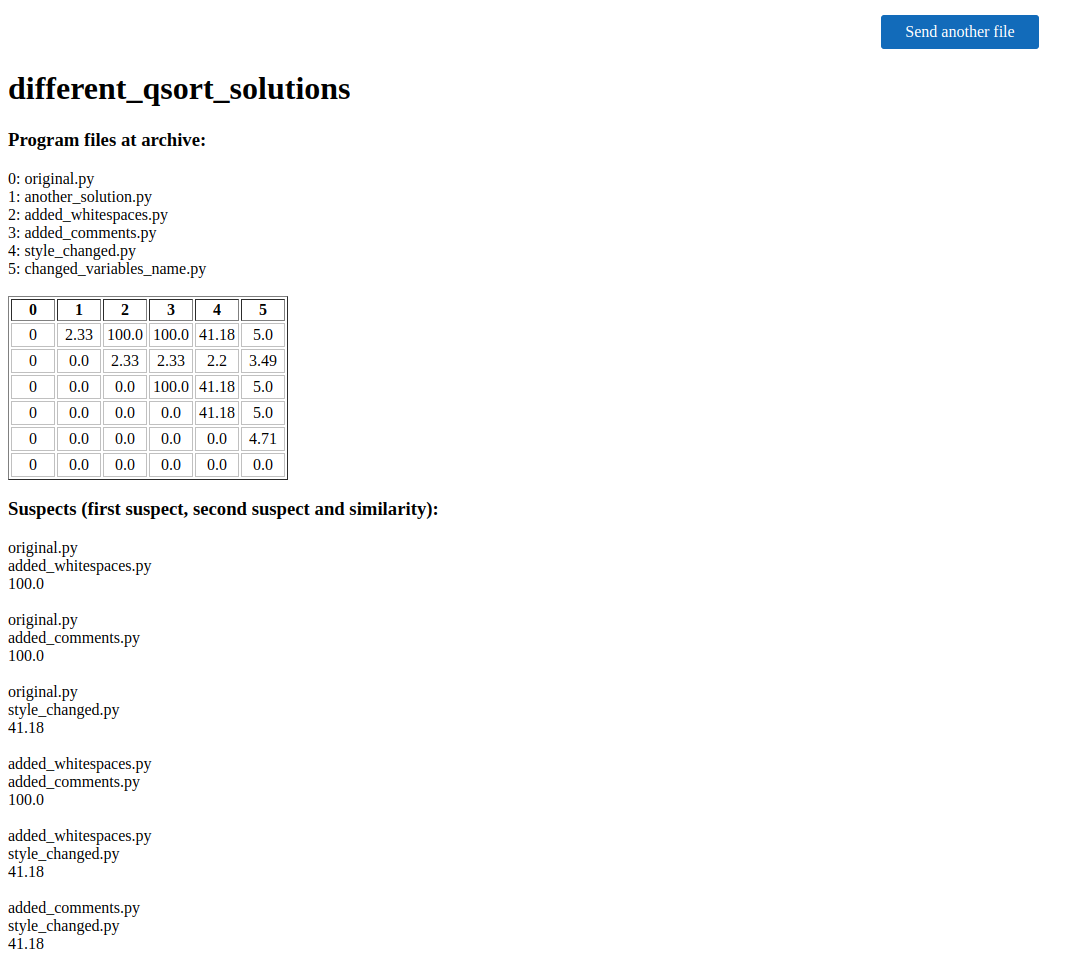 Send another file
different_qsort_solutions
Program files at archive:
0: original.py
1: another_solution.py
2: added_whitespaces.py
3: added_comments.py
4: style_changed.py
5: changed_variables_name.py
0 1 2 3 4 5
0 2.33 100.0 100.0 41.18 5.0
0 0.0 2.33 2.33 2.2 3.49
0 0.0 0.0 100.0 41.18 5.0
0 0.0 0.0 0.0 41.18 5.0
0 0.0 0.0 0.0 0.0 4.71
0 0.0 0.0 0.0 0.0 0.0
Suspects (first suspect, second suspect and similarity):
original.py
added_whitespaces.py
100.0
original.py
added_comments.py
100.0
original.py
style_changed.py
41.18
added_whitespaces.py
added_comments.py
100.0
added_whitespaces.py
style_changed.py
41.18
added_comments.py
style_changed.py
41.18